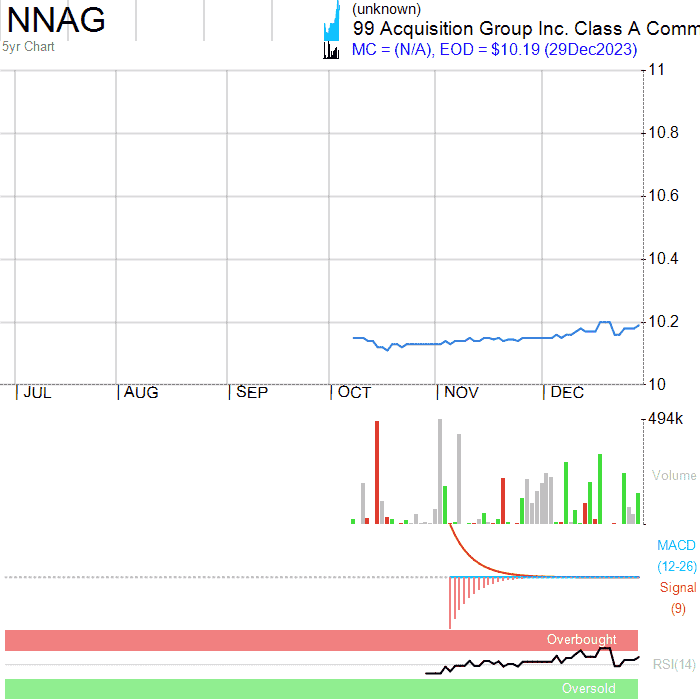 NNAG
5yr Chart
(unknown)
99 Acquisition Group Inc. Class A Comm
MC = (N/A), EOD = $10.19 (29Dec2023)
11
10.8
10.6
10.4
10.2
10
JUL AUG SEP OCT NOV DEC
494k
Volume
MACD
(12-26)
Signal
(9)
Overbought
RSI(14)
Oversold